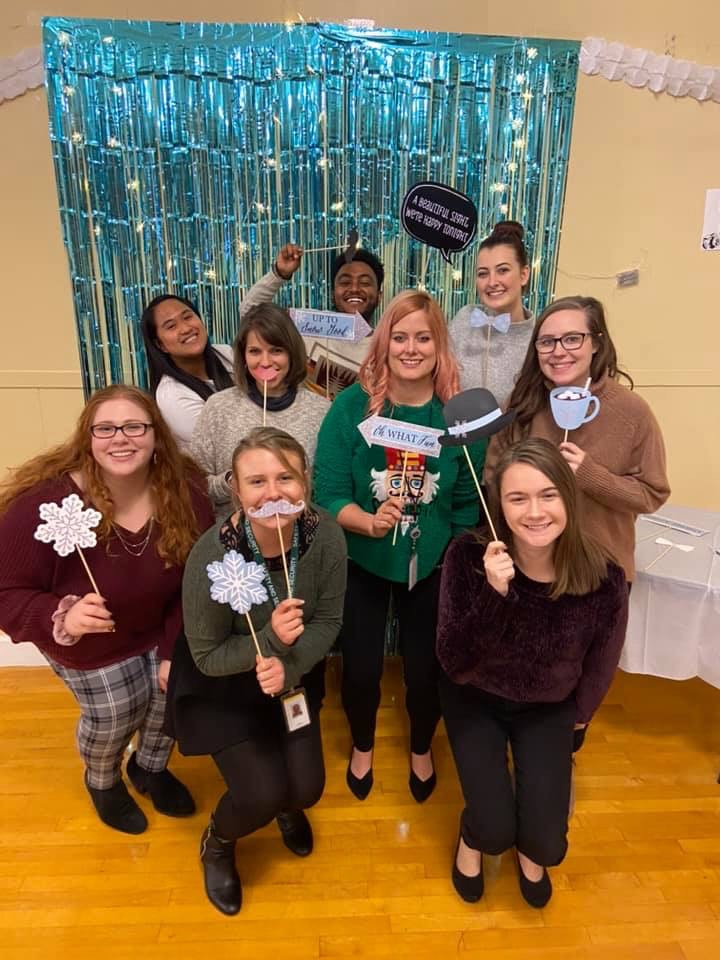 A BEAUTIFUL SIGHT,
WE'RE HAPPY TONIGHT
UP TO
Snow Good
Oh WHAT Fun